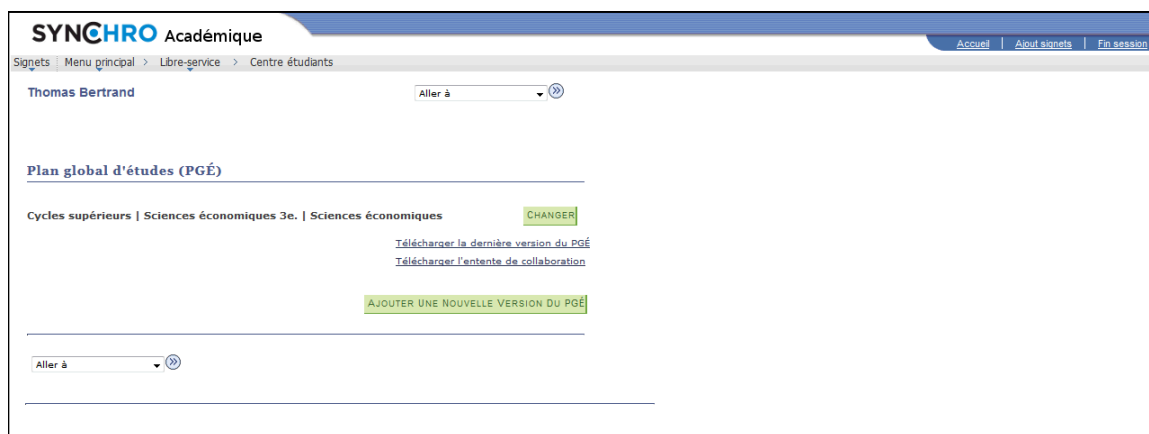 SYNCHRO Académique
Accueil | Ajout signets | Fin session
Signets Menu principal > Libre-service > Centre étudiants
Thomas Bertrand Aller à
Plan global d'études (PGÉ)
Cycles supérieurs | Sciences économiques 3e. | Sciences économiques CHANGER
Télécharger la dernière version du PGÉ
Télécharger l'entente de collaboration
AJOUTER UNE NOUVELLE VERSION DU PGÉ
Aller à